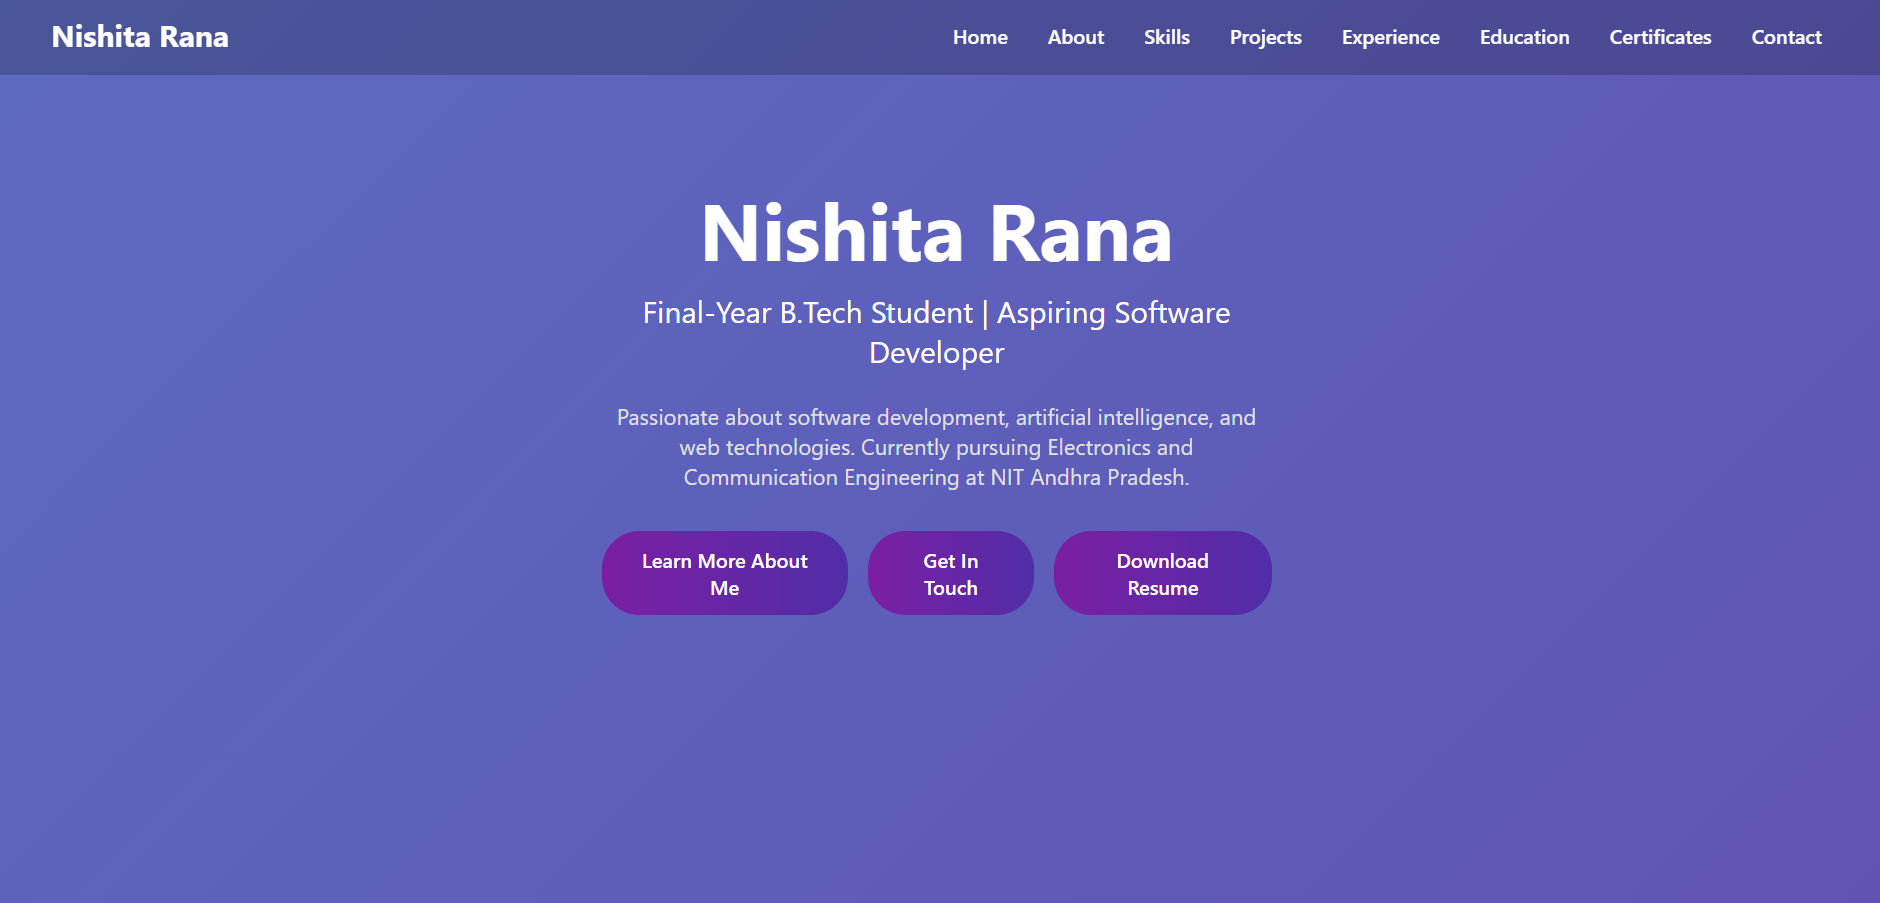 Nishita Rana
Home About Skills Projects Experience Education Certificates Contact
Nishita Rana
Final-Year B.Tech Student | Aspiring Software
Developer
Passionate about software development, artificial intelligence, and
web technologies. Currently pursuing Electronics and
Communication Engineering at NIT Andhra Pradesh.
Learn More About
Me
Get In
Touch
Download
Resume